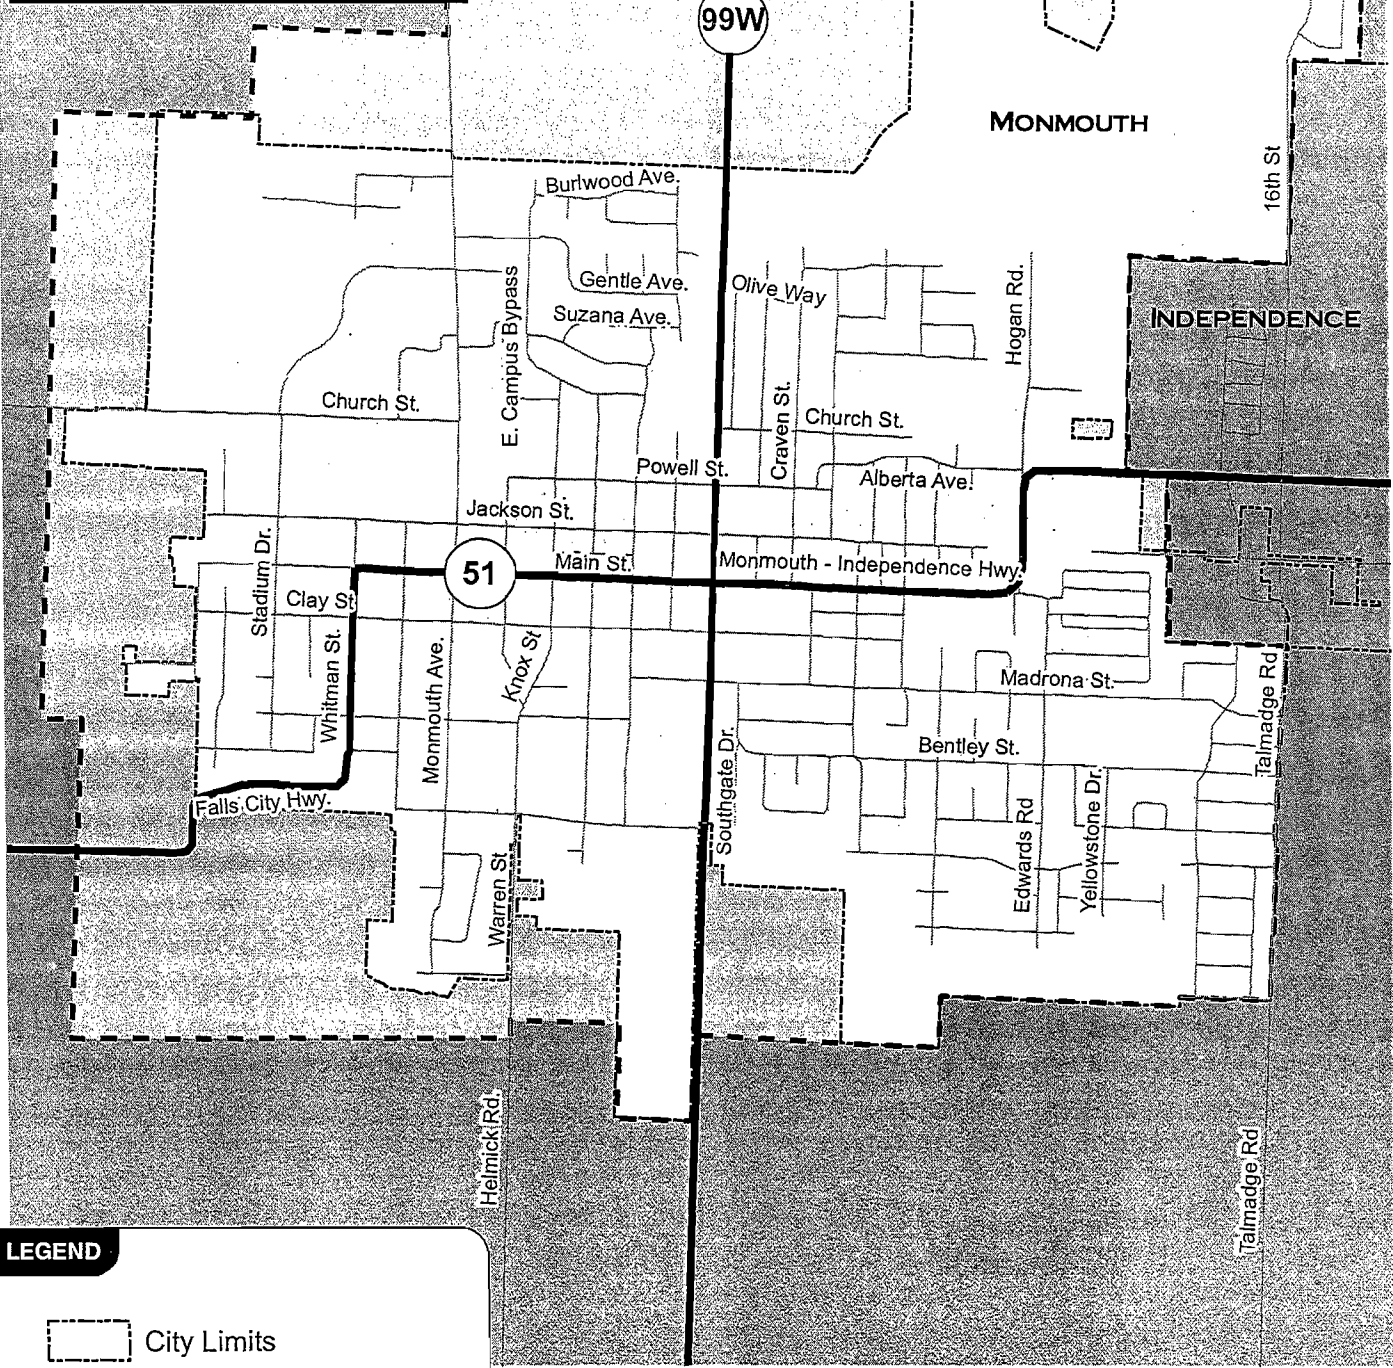 99W
MONMOUTH
16th St
Burlwood Ave.
Gentle Ave.
Olive Way
Hogan Rd.
E. Campus Bypass
Suzana Ave.
INDEPENDENCE
Church St.
Craven St.
Church St.
Powell St.
Alberta Ave.
Jackson St.
Stadium Dr.
51
Main St.
Monmouth - Independence Hwy
Clay St
Whitman St.
Monmouth Ave.
Knox St
Madrona St.
Talmadge Rd
Southgate Dr.
Bentley St.
Falls City Hwy.
Edwards Rd
Yellowstone Dr.
Warren St
Helmick Rd.
Talmadge Rd
LEGEND
City Limits